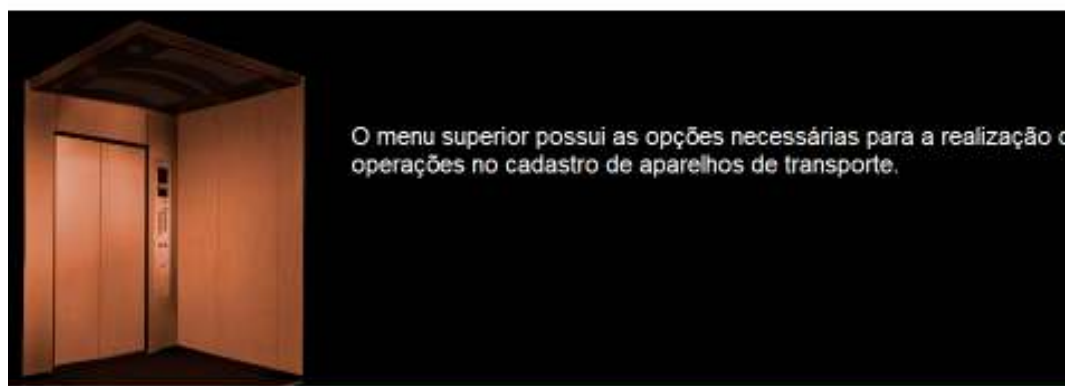 O menu superior possui as opções necessárias para a realização
operações no cadastro de aparelhos de transporte.